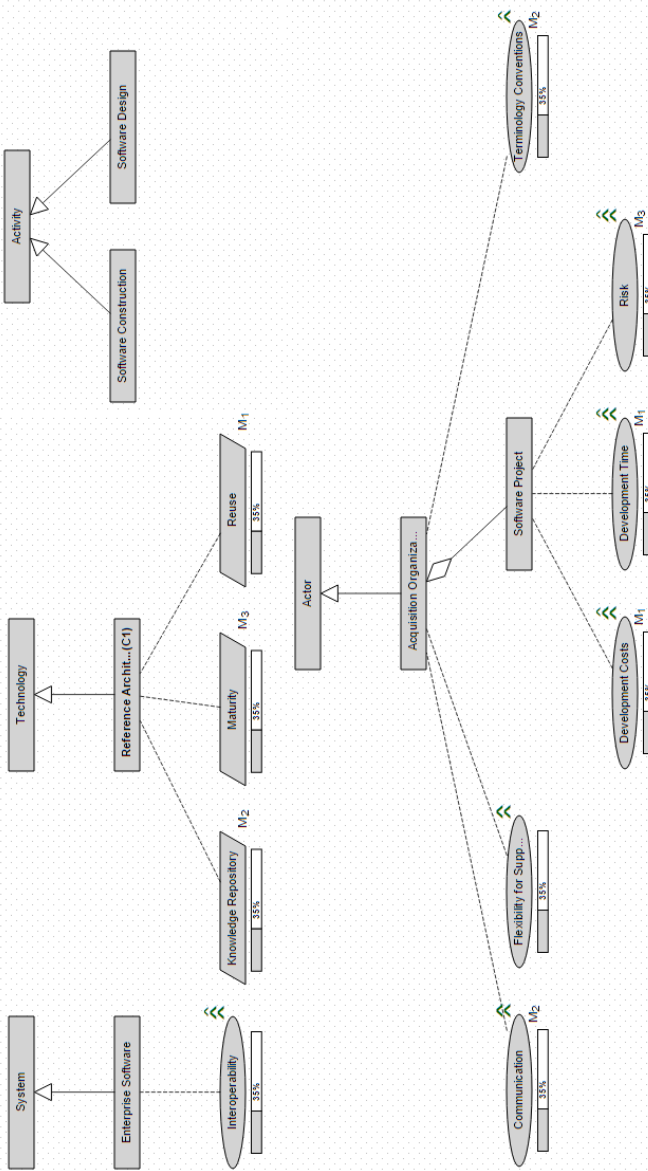 System
Technology
Activity
Enterprise Software
Reference Archit...(C1)
Software Construction
Software Design
Interoperability
35%
Knowledge Repository
M2
35%
Maturity
M3
35%
Reuse
M1
35%
Actor
Acquisition Organiza...
Communication
M2
35%
Flexibility for Supp...
35%
Software Project
Terminology Conventions
M2
35%
Development Costs
M1
Development Time
M1
Risk
M3